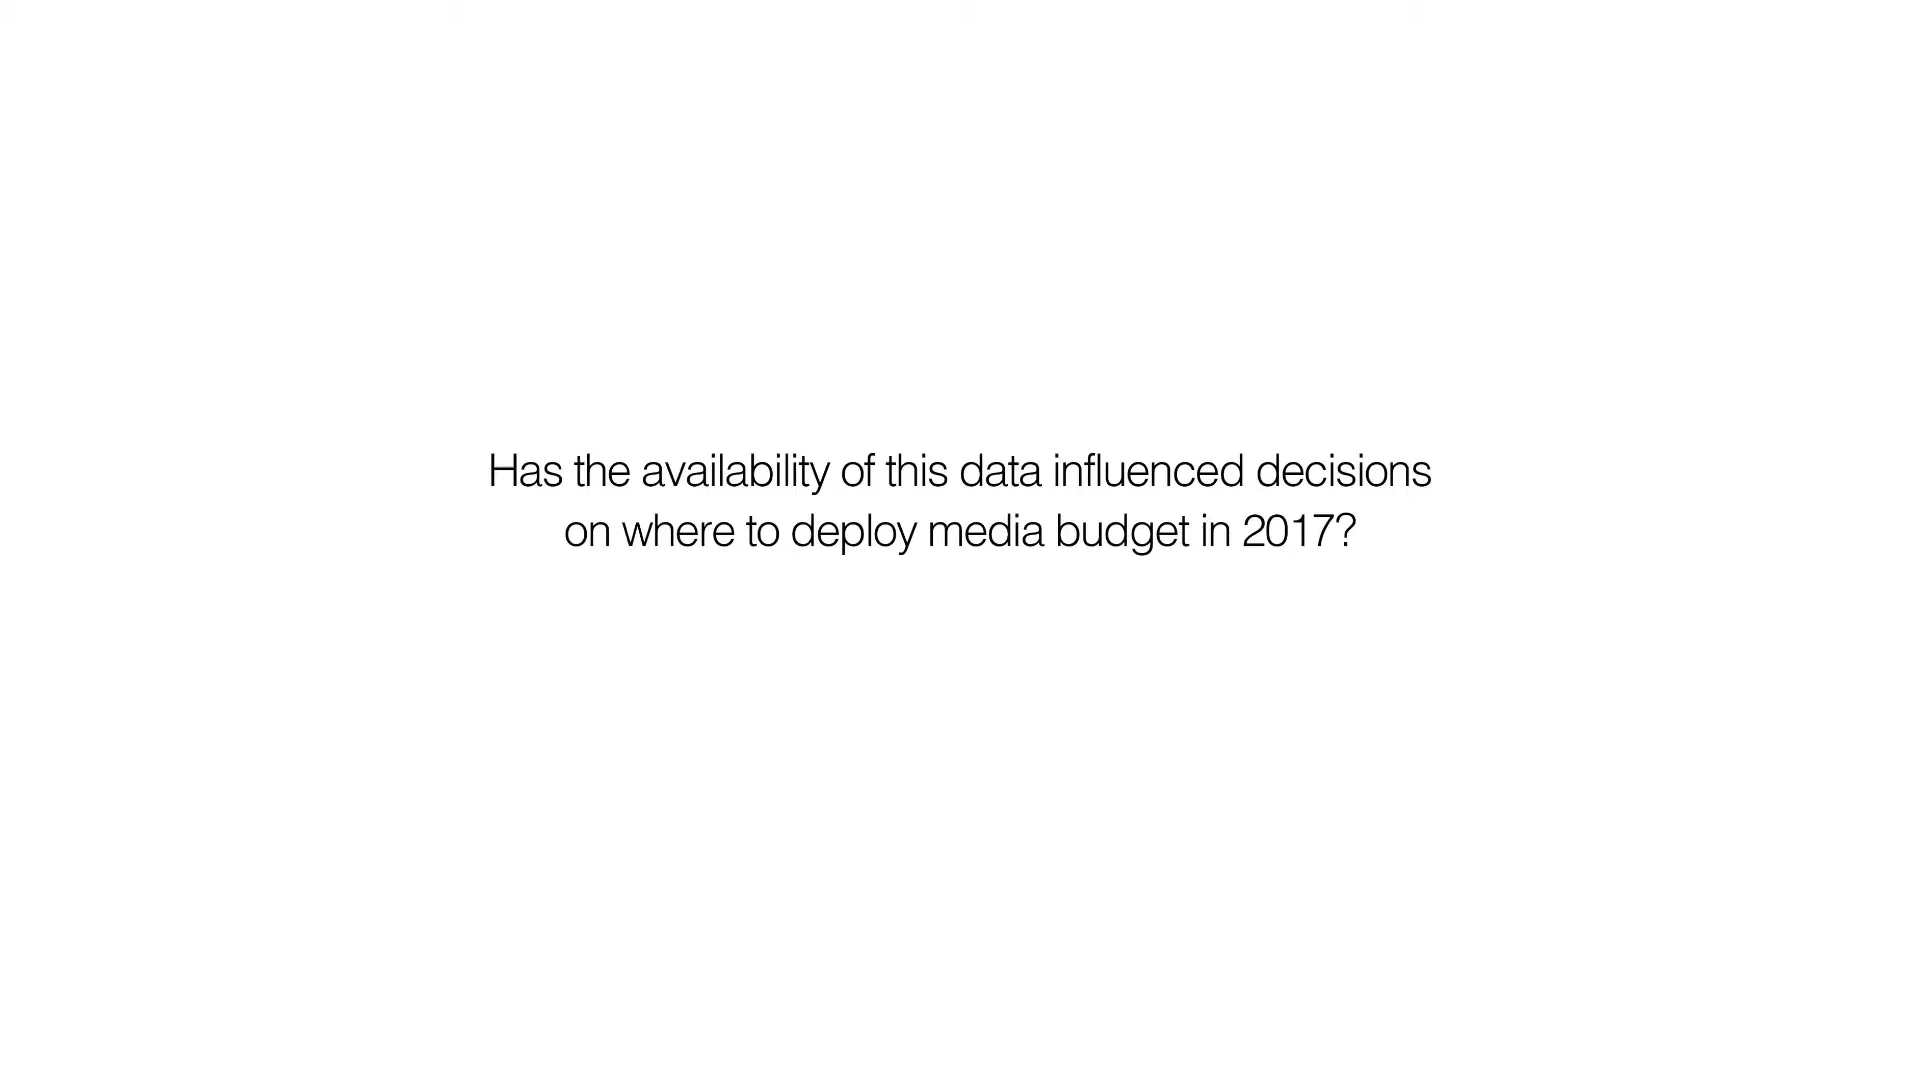 Has the availability of this data influenced decisions
on where to deploy media budget in 2017?